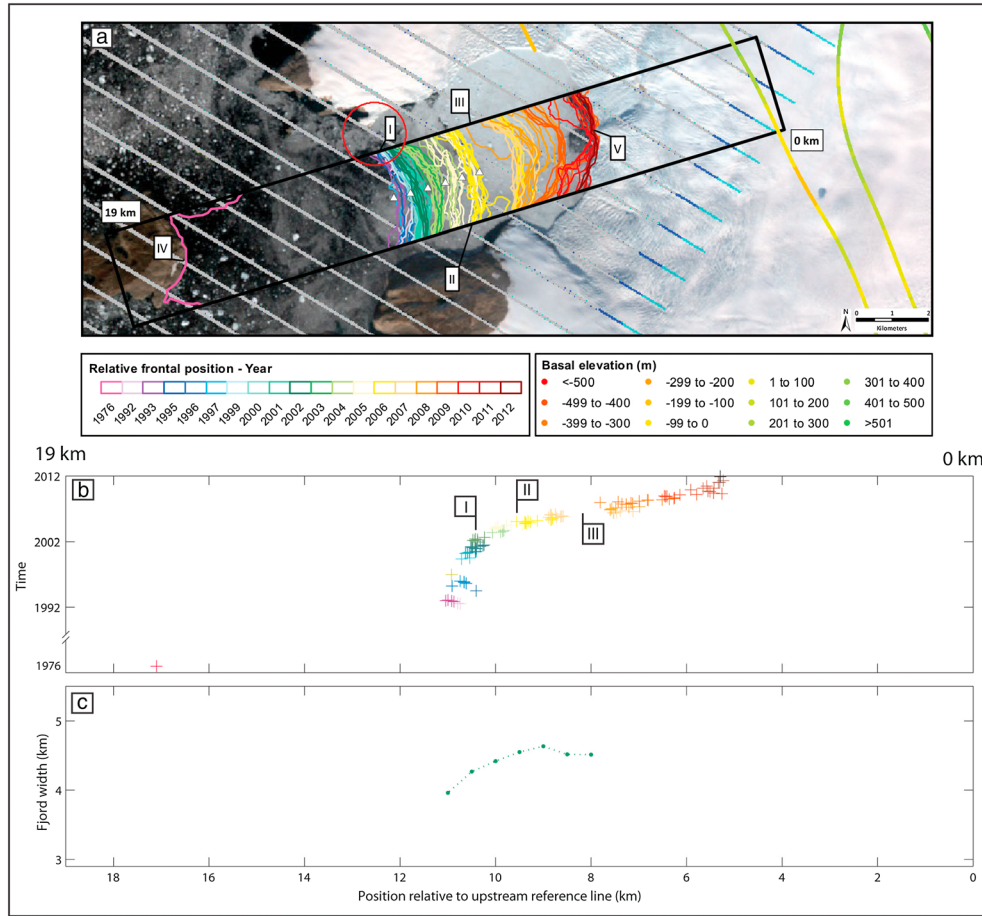 a
I
III
V
0 km
19 km
IV
II
N
0 1 2
Kilometers
Relative frontal position - Year
1976 1992 1993 1995 1996 1997 1999 2000 2001 2002 2003 2004 2005 2006 2007 2008 2009 2010 2011 2012
Basal elevation (m)
<-500 -299 to -200 1 to 100 301 to 400
-499 to -400 -199 to -100 101 to 200 401 to 500
-399 to -300 -99 to 0 201 to 300 >501
19 km 0 km
b
2012
2002
1992
1976
Time
I
II
III
c
5
4
3
Fjord width (km)
18 16 14 12 10 8 6 4 2 0
Position relative to upstream reference line (km)